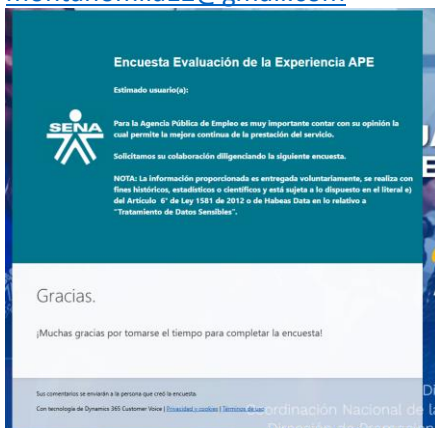 Encuesta Evaluación de la Experiencia APE
Estimado usuario(a):
SENA
Para la Agencia Pública de Empleo es muy importante contar con su opinión la
cual permite la mejora continua de la prestación del servicio.
Solicitamos su colaboración diligenciando la siguiente encuesta.
NOTA: La información proporcionada es entregada voluntariamente, se realiza con
fines históricos, estadísticos o científicos y está sujeta a lo dispuesto en el literal e)
del Artículo 6° de Ley 1581 de 2012 o de Habeas Data en lo relativo a
"Tratamiento de Datos Sensibles".
Gracias.
¡Muchas gracias por tomarse el tiempo para completar la encuesta!
Sus comentarios se enviarán a la persona que creó la encuesta.
Con tecnología de Dynamics 365 Customer Voice | Privacidad y cookies | Términos de uso
ordinación Nacional de